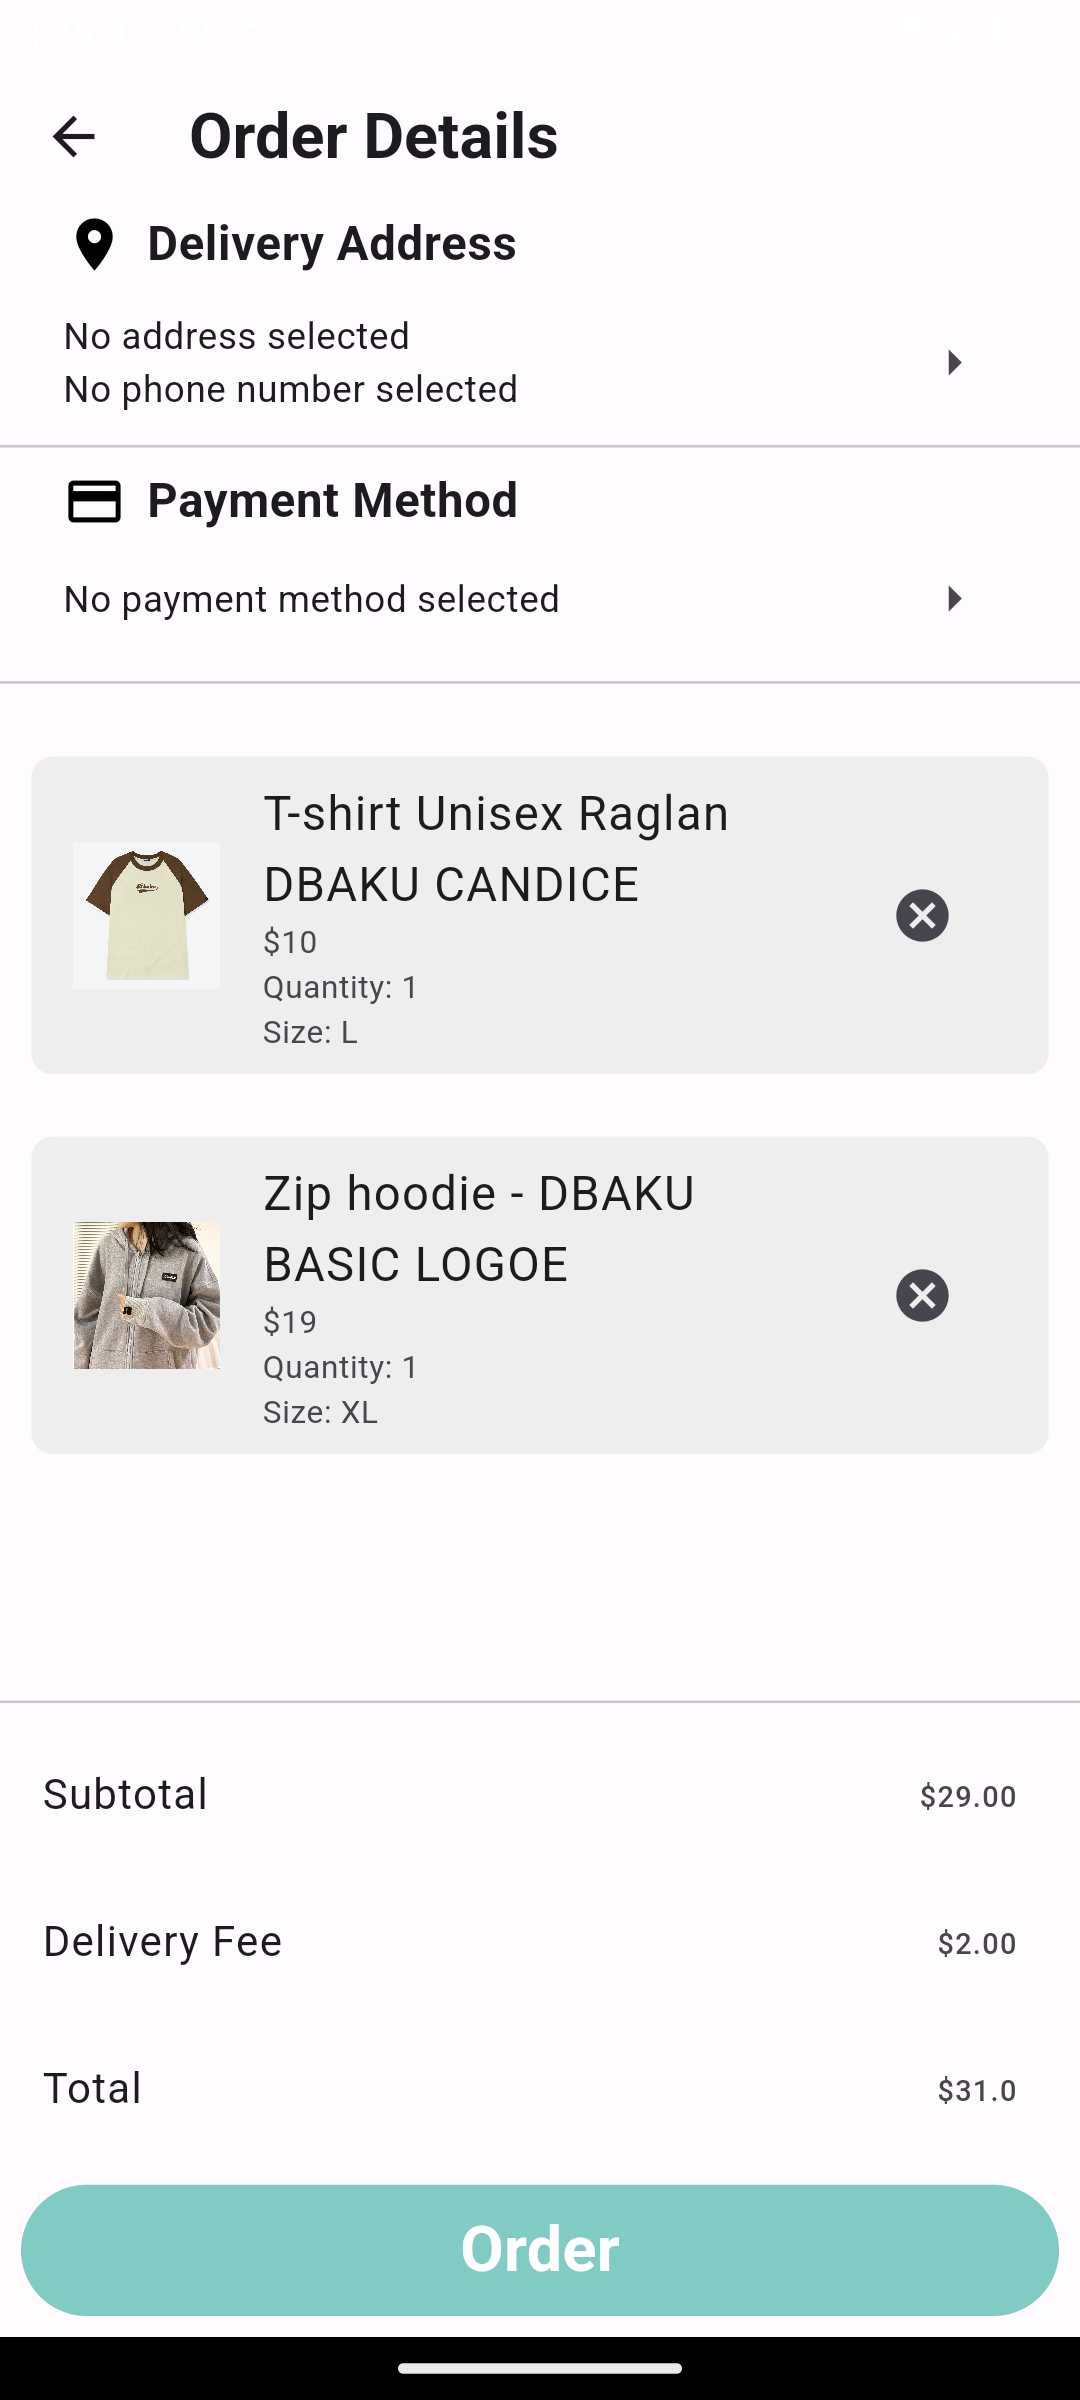 Order Details
Delivery Address
No address selected
No phone number selected
Payment Method
No payment method selected
T-shirt Unisex Raglan
DBAKU CANDICE
$10
Quantity: 1
Size: L
Zip hoodie - DBAKU
BASIC LOGOE
$19
Quantity: 1
Size: XL
Subtotal
$29.00
Delivery Fee
$2.00
Total
$31.0
Order